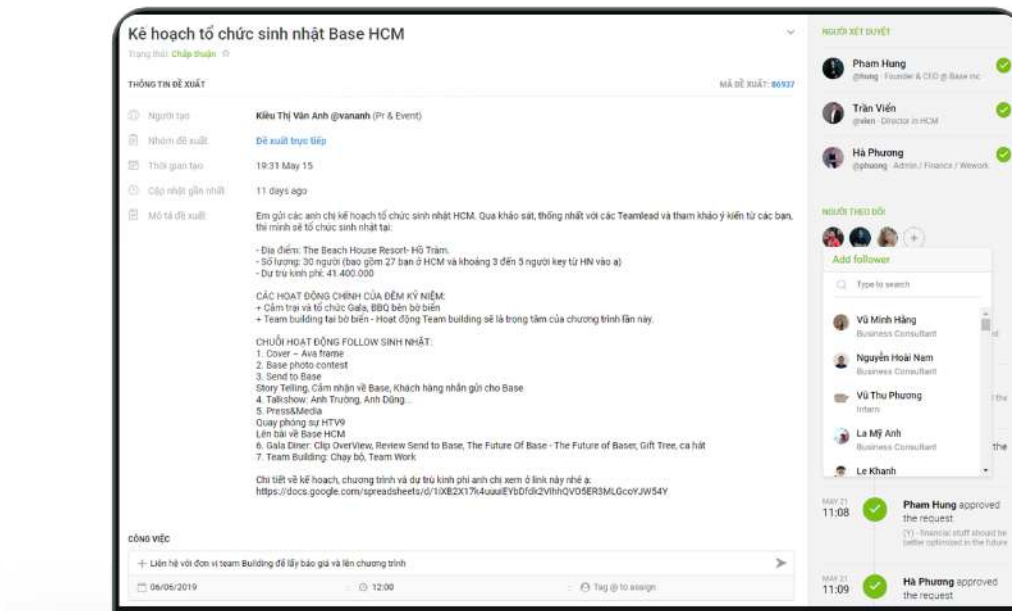 Kế hoạch tổ chức sinh nhật Base HCM
Trạng thái: Chấp thuận
THÔNG TIN ĐỀ XUẤT
MÃ ĐỀ XUẤT: 86937
Người tạo
Kiều Thị Vân Anh @vananh (Pr & Event)
Nhóm đề xuất
Đề xuất trực tiếp
Thời gian tạo
19:31 May 15
Cập nhật gần nhất
11 days ago
Mô tả đề xuất
Em gửi các anh chị kế hoạch tổ chức sinh nhật HCM. Qua khảo sát, thống nhất với các Teamlead và tham khảo ý kiến từ các bạn,
thì mình sẽ tổ chức sinh nhật tại:
- Địa điểm: The Beach House Resort- Hồ Tràm.
- Số lượng: 30 người (bao gồm 27 bạn ở HCM và khoảng 3 đến 5 người key từ HN vào ạ)
- Dự trù kinh phí: 41.400.000
CÁC HOẠT ĐỘNG CHÍNH CỦA ĐÊM KỶ NIỆM:
+ Cắm trại và tổ chức Gala, BBQ bên bờ biển
+ Team building tại bờ biển - Hoạt động Team building sẽ là trọng tâm của chương trình lần này.
CHUỖI HOẠT ĐỘNG FOLLOW SINH NHẬT:
1. Cover – Ava frame
2. Base photo contest
3. Send to Base
Story Telling, Cảm nhận về Base, Khách hàng nhắn gửi cho Base
4. Talkshow: Anh Trường, Anh Dũng...
5. Press&Media
Quay phóng sự HTV9
Lên bài về Base HCM
6. Gala Diner: Clip OverView, Review Send to Base, The Future Of Base - The Future of Baser, Gift Tree, ca hát
7. Team Building: Chạy bộ, Team Work
Chi tiết về kế hoạch, chương trình và dự trù kinh phí anh chị xem ở link này nhé ạ:
CÔNG VIỆC
+ Liên hệ với đơn vị team Building để lấy báo giá và lên chương trình
06/06/2019
12:00
Tag @ to assign
NGƯỜI XÉT DUYỆT
Pham Hung
@hung · Founder & CEO @ Base Inc
Trần Viển
@vien · Director in HCM
Hà Phương
@phuong · Admin / Finance / Wework
NGƯỜI THEO DÕI
Add follower
Type to search
Vũ Minh Hằng
Business Consultant
Nguyễn Hoài Nam
Business Consultant
Vũ Thu Phương
Intern
La Mỹ Anh
Business Consultant
the
Le Khanh
MAY 21
11:08
Pham Hung approved
the request
(Y) - financial stuff should be
better optimized in the future
MAY 21
11:09
Hà Phương approved
the request